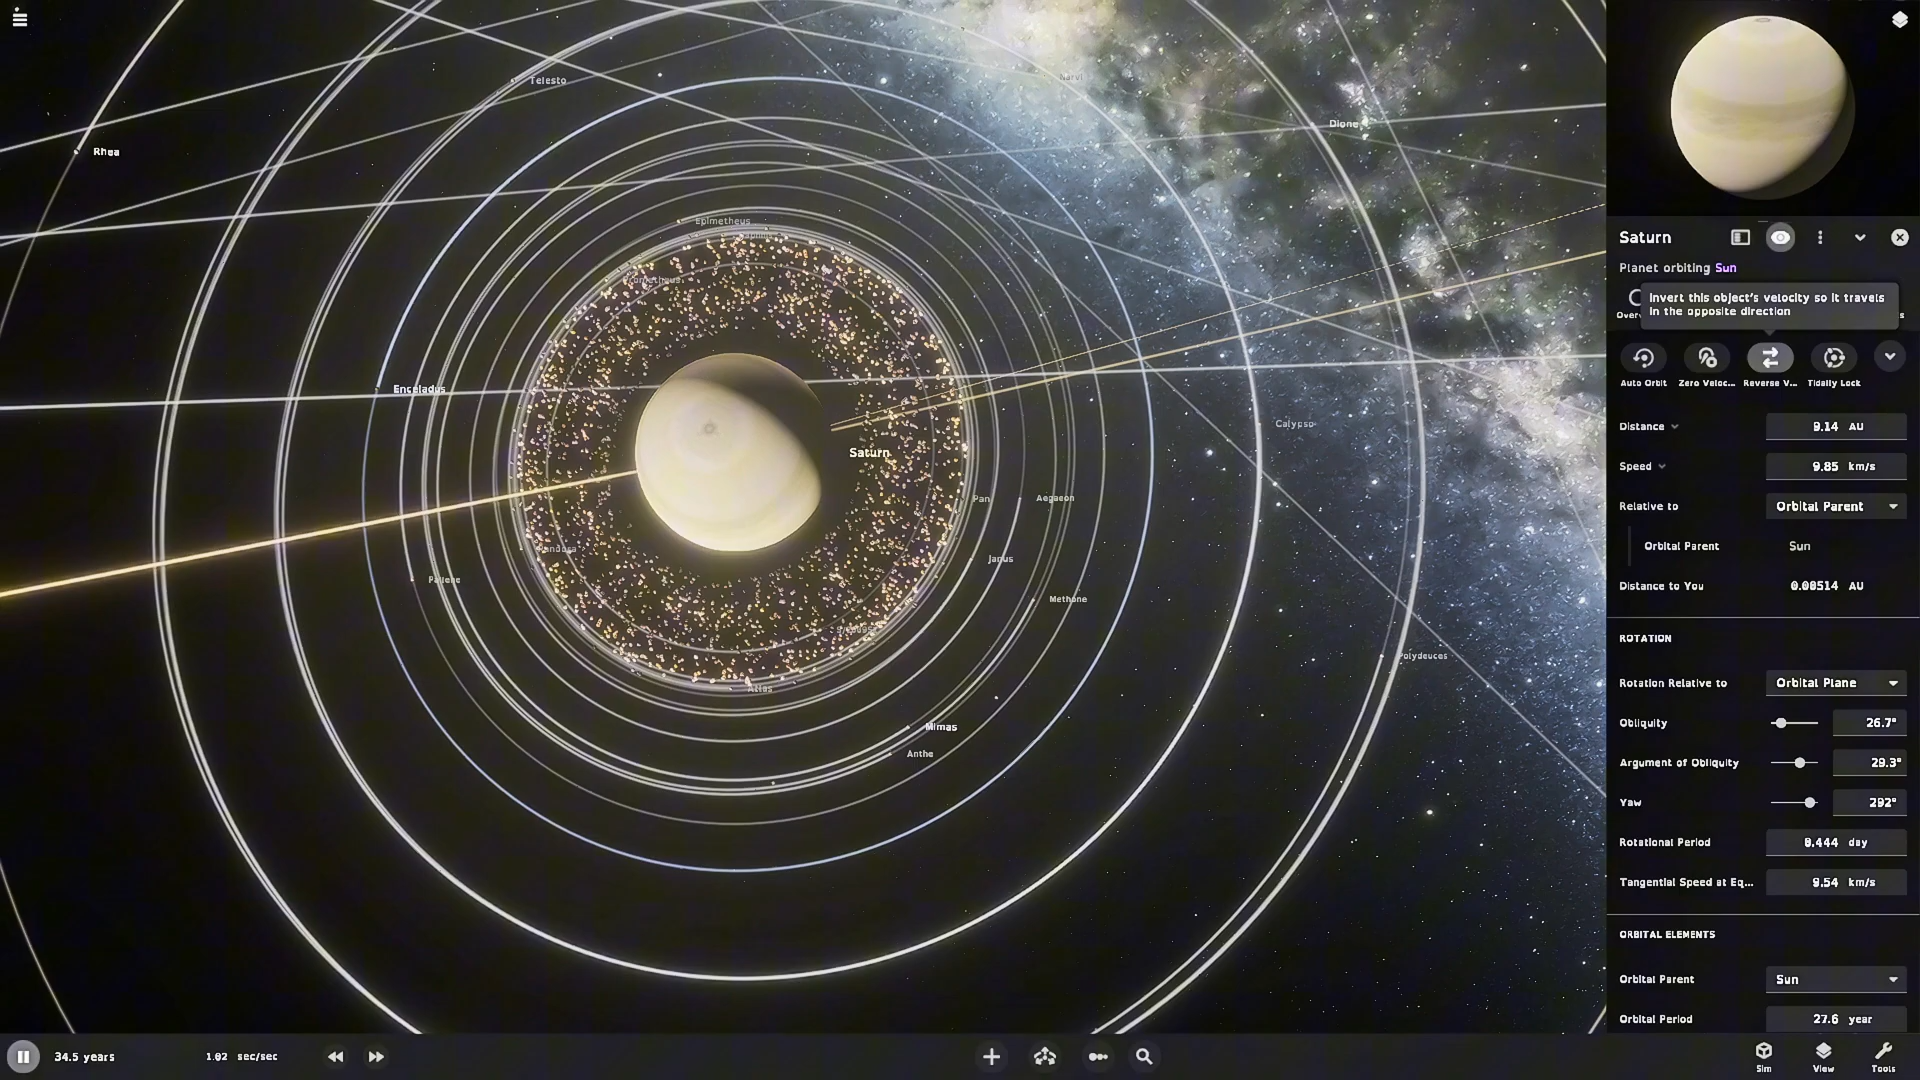 Telesto
Narvi
Dione
Rhea
Epimetheus
Prometheus
Enceladus
Calypso
Saturn
Pan
Aegaeon
Pandora
Janus
Pallene
Methone
Polydeuces
Atlas
Mimas
Anthe
Saturn
Planet orbiting Sun
Invert this object's velocity so it travels
in the opposite direction
Auto Orbit
Zero Veloc...
Reverse V...
Tidally Lock
Distance 9.14 AU
Speed 9.85 km/s
Relative to Orbital Parent
Orbital Parent Sun
Distance to You 0.00514 AU
ROTATION
Rotation Relative to Orbital Plane
Obliquity 26.7°
Argument of Obliquity 29.3°
Yaw 292°
Rotational Period 0.444 day
Tangential Speed at Eq... 9.54 km/s
ORBITAL ELEMENTS
Orbital Parent Sun
Orbital Period 27.6 year
34.5 years
1.02 sec/sec
Sim
View
Tools